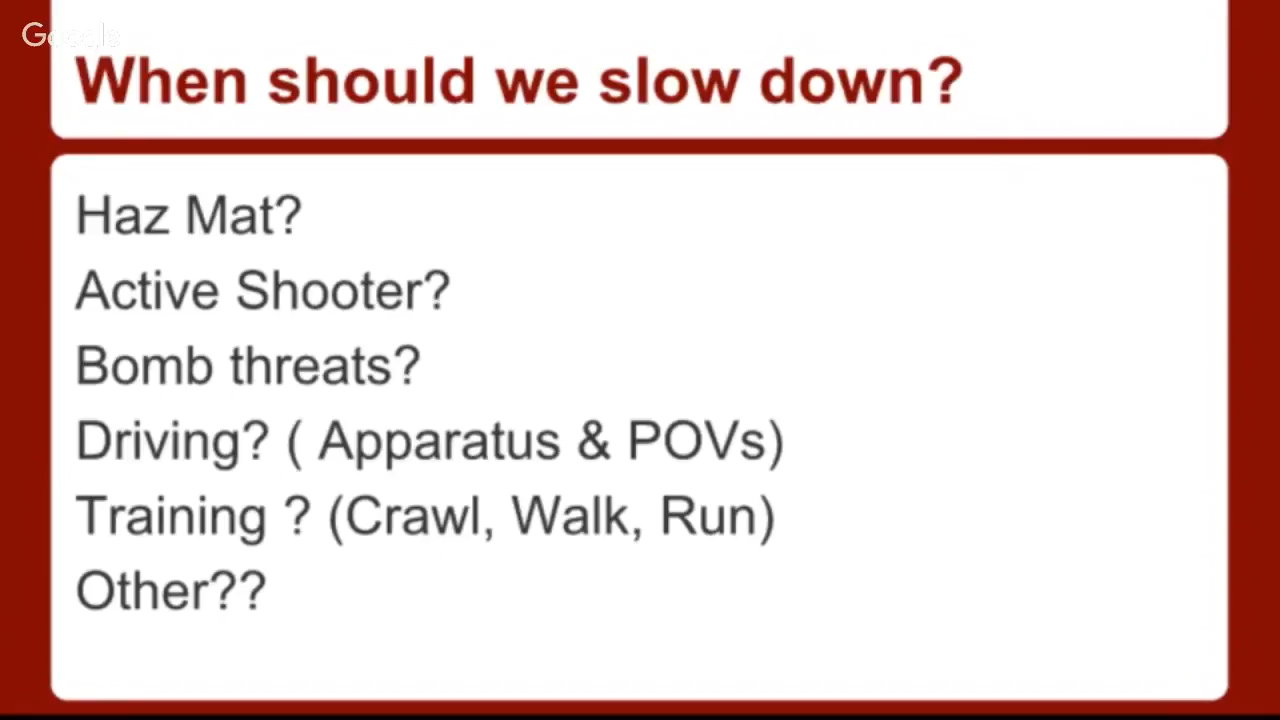 Google
When should we slow down?
Haz Mat?
Active Shooter?
Bomb threats?
Driving? ( Apparatus & POVs)
Training ? (Crawl, Walk, Run)
Other??